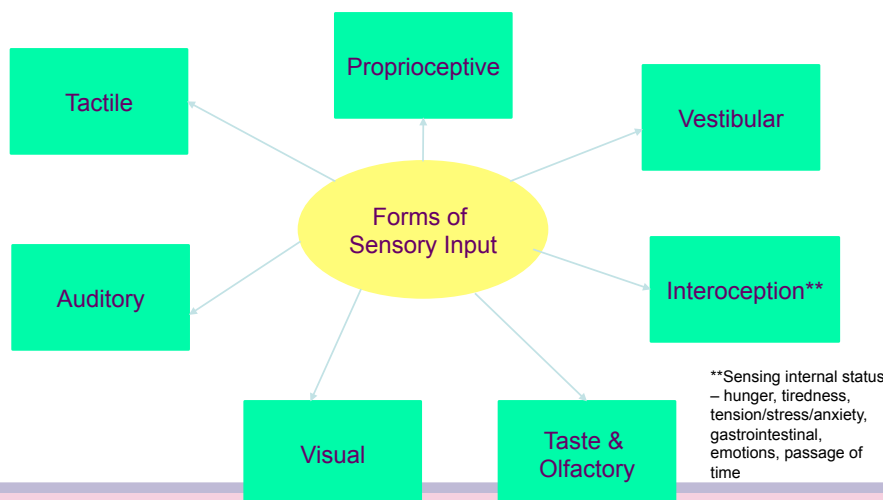 Proprioceptive
Tactile
Vestibular
Forms of
Sensory Input
Auditory
Interoception**
**Sensing internal status
– hunger, tiredness,
tension/stress/anxiety,
gastrointestinal,
emotions, passage of
time
Visual
Taste &
Olfactory